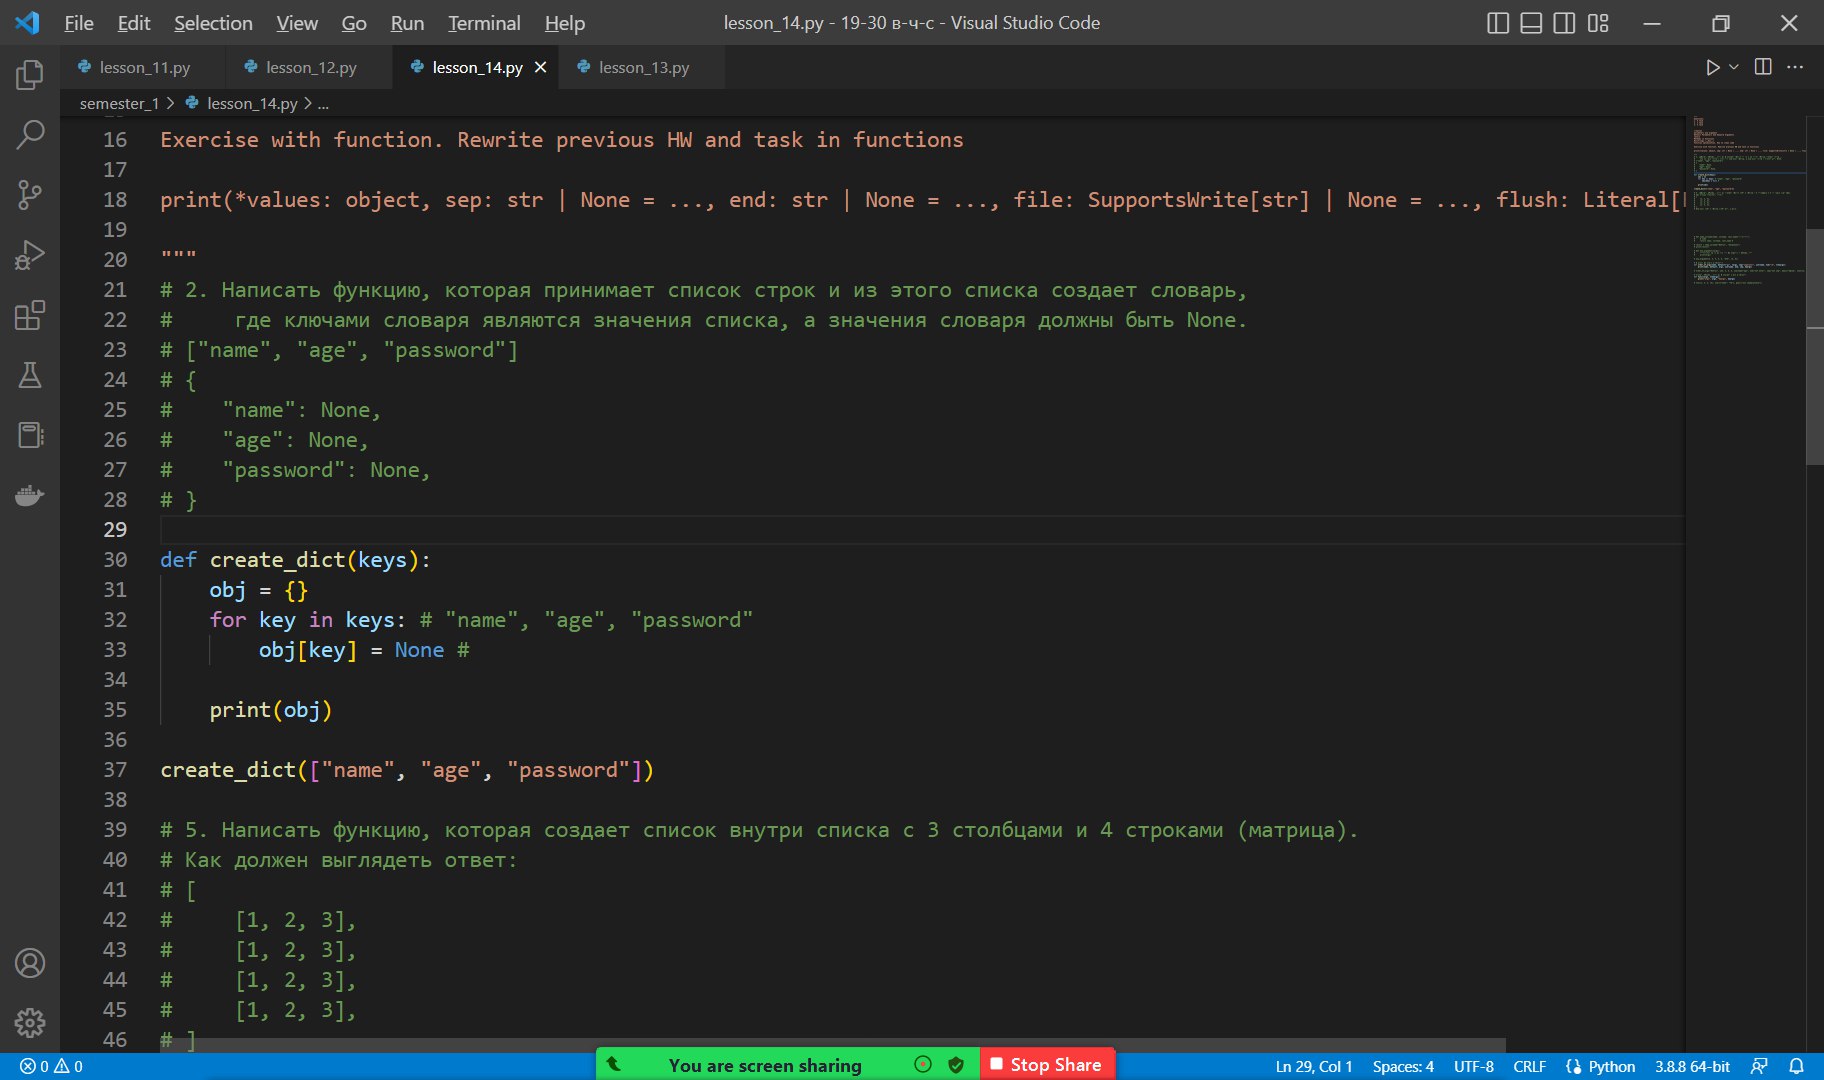 File Edit Selection View Go Run Terminal Help
lesson_14.py - 19-30 в-ч-с - Visual Studio Code
lesson_11.py
lesson_12.py
lesson_14.py
lesson_13.py
semester_1 > lesson_14.py > ...
16 Exercise with function. Rewrite previous HW and task in functions
17
18 print(*values: object, sep: str | None = ..., end: str | None = ..., file: SupportsWrite[str] | None = ..., flush: Literal[
19
20 """
21 # 2. Написать функцию, которая принимает список строк и из этого списка создает словарь,
22 #     где ключами словаря являются значения списка, а значения словаря должны быть None.
23 # ["name", "age", "password"]
24 # {
25 #    "name": None,
26 #    "age": None,
27 #    "password": None,
28 # }
29
30 def create_dict(keys):
31     obj = {}
32     for key in keys: # "name", "age", "password"
33         obj[key] = None #
34
35     print(obj)
36
37 create_dict(["name", "age", "password"])
38
39 # 5. Написать функцию, которая создает список внутри списка с 3 столбцами и 4 строками (матрица).
40 # Как должен выглядеть ответ:
41 # [
42 #     [1, 2, 3],
43 #     [1, 2, 3],
44 #     [1, 2, 3],
45 #     [1, 2, 3],
46 # ]
0 0
You are screen sharing
Stop Share
Ln 29, Col 1
Spaces: 4
UTF-8
CRLF
Python
3.8.8 64-bit